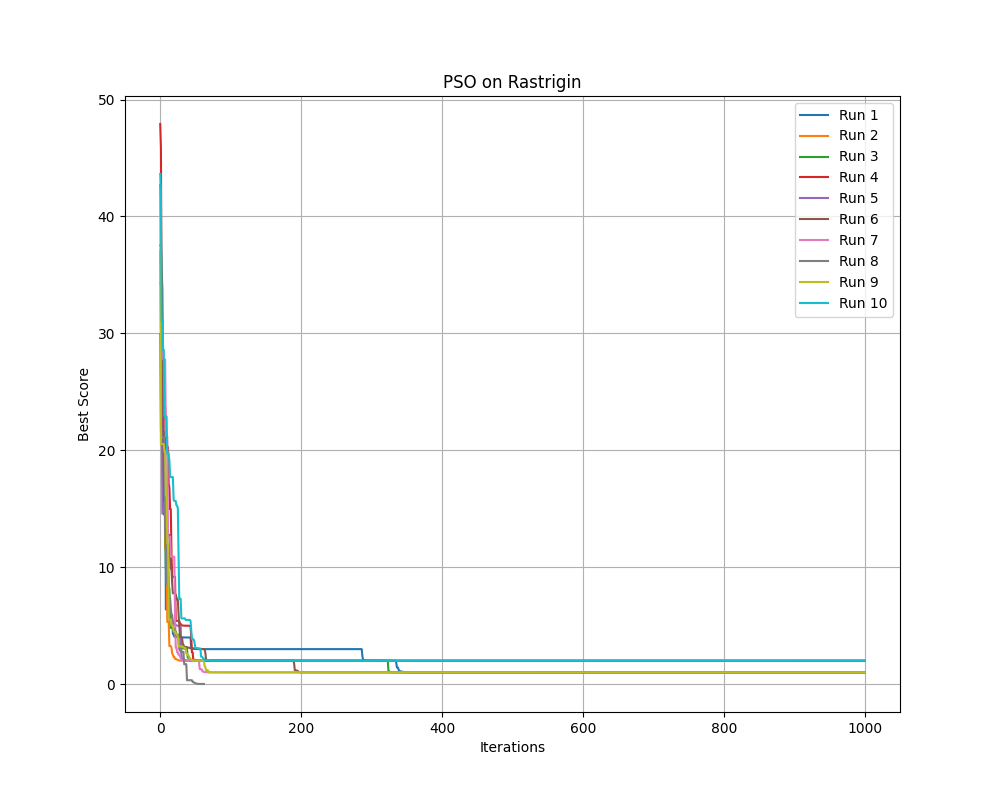 PSO on Rastrigin
Best Score
50
40
30
20
10
0
0 200 400 600 800 1000
Iterations
Run 1
Run 2
Run 3
Run 4
Run 5
Run 6
Run 7
Run 8
Run 9
Run 10